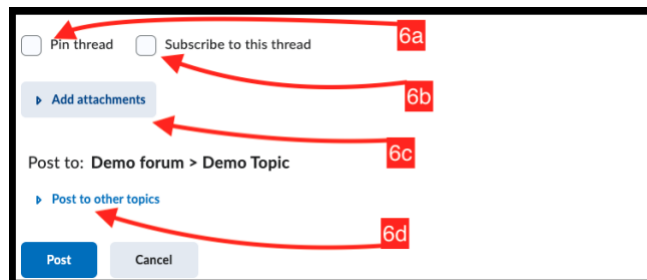 Pin thread Subscribe to this thread 6a
Add attachments 6b
6c
Post to: Demo forum > Demo Topic
Post to other topics
6d
Post Cancel